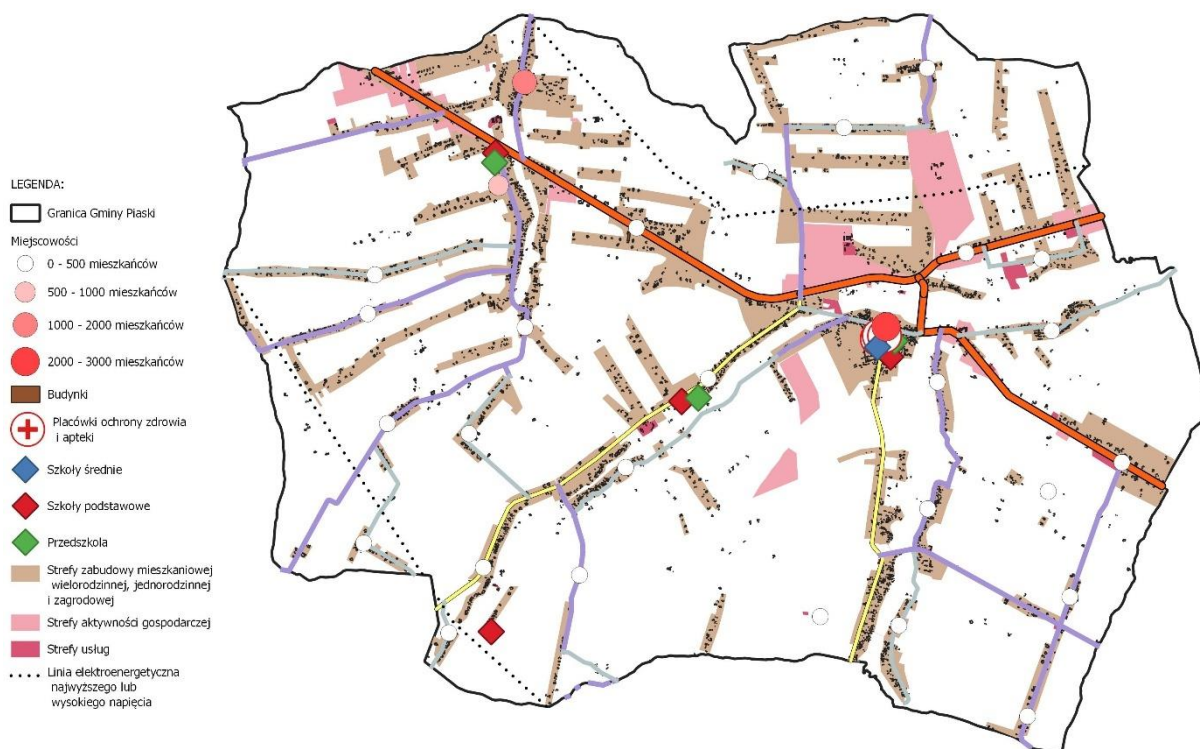 LEGENDA:
Granica Gminy Piaski
Miejscowości
0 - 500 mieszkańców
500 - 1000 mieszkańców
1000 - 2000 mieszkańców
2000 - 3000 mieszkańców
Budynki
Placówki ochrony zdrowia
i apteki
Szkoły średnie
Szkoły podstawowe
Przedszkola
Strefy zabudowy mieszkaniowej
wielorodzinnej, jednorodzinnej
i zagrodowej
Strefy aktywności gospodarczej
Strefy usług
Linia elektroenergetyczna
najwyższego lub
wysokiego napięcia